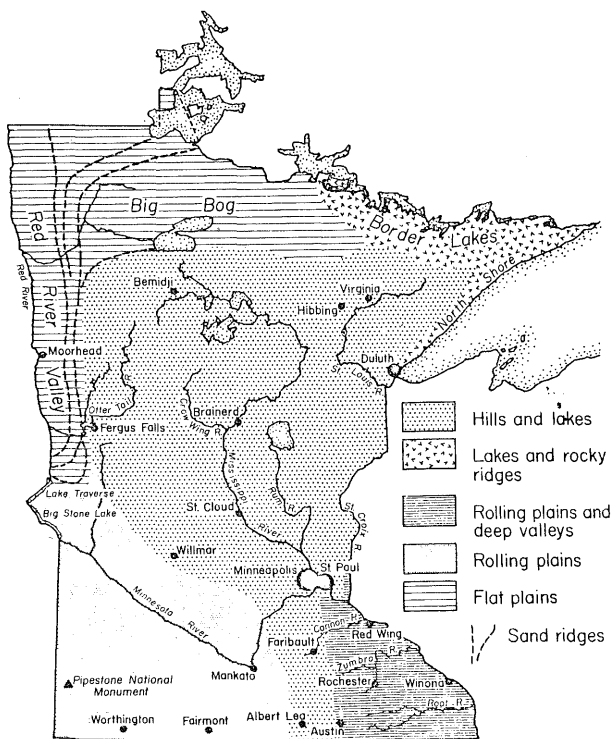 Red
River
Valley
Big Bog
Border Lakes
North Shore
Red River
Bemidji
Virginia
Hibbing
Duluth
St. Louis R.
Moorhead
Otter Tail R.
Fergus Falls
Crow Wing R.
Brainerd
Mississippi River
Rum R.
St. Croix R.
Lake Traverse
Big Stone Lake
St. Cloud
Willmar
Minneapolis
St Paul
Minnesota River
Cannon R.
Red Wing
Faribault
Zumbro R.
Mankato
Rochester
Winona
Root R.
Pipestone National
Monument
Worthington
Fairmont
Albert Lea
Austin
Hills and lakes
Lakes and rocky
ridges
Rolling plains and
deep valleys
Rolling plains
Flat plains
Sand ridges